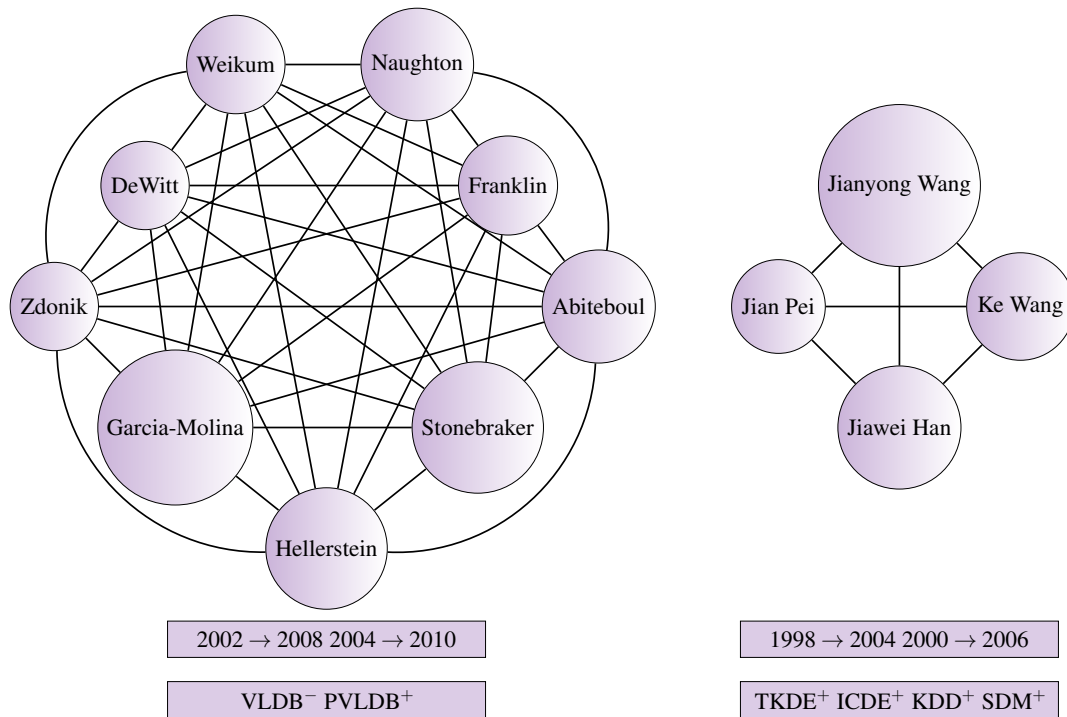 Weikum
Naughton
DeWitt
Franklin
Zdonik
Abiteboul
Garcia-Molina
Stonebraker
Hellerstein
2002 → 2008 2004 → 2010
VLDB⁻ PVLDB⁺
Jianyong Wang
Jian Pei
Ke Wang
Jiawei Han
1998 → 2004 2000 → 2006
TKDE⁺ ICDE⁺ KDD⁺ SDM⁺